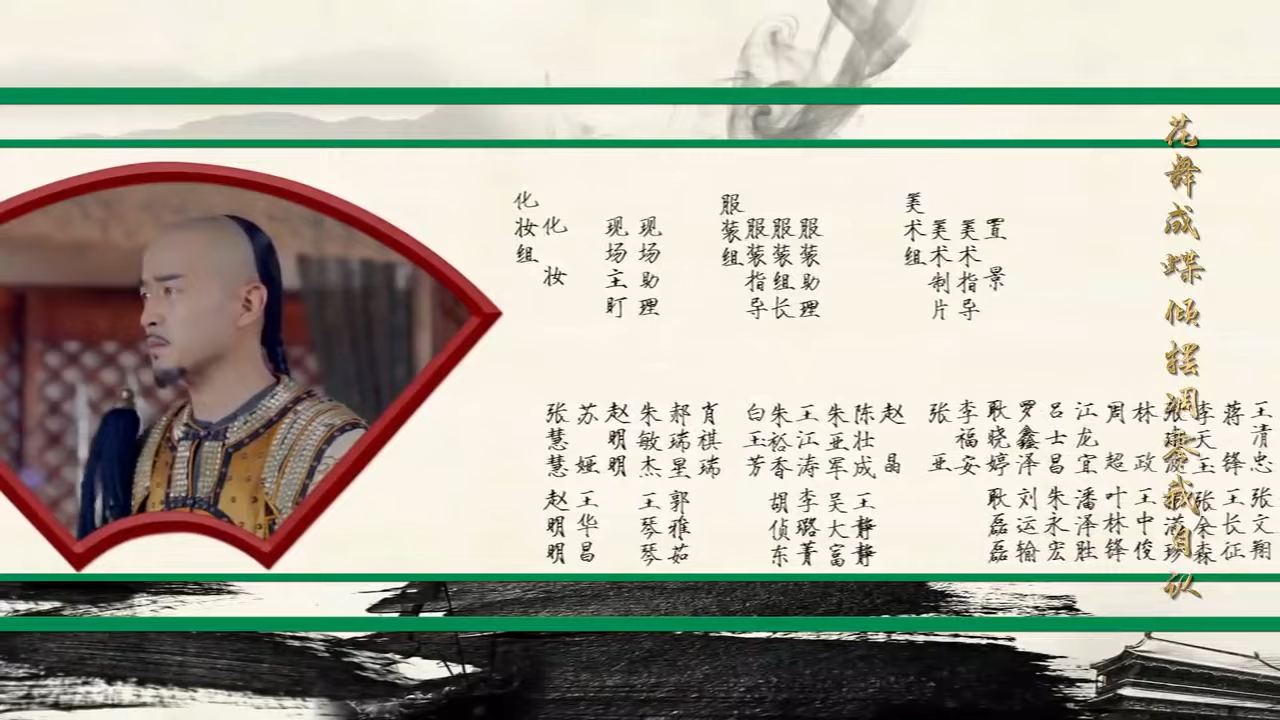 化妆组
化妆
现场主盯
现场助理
服装组
服装指导
服装组长
服装助理
美术组
美术制片
美术指导
置景
张慧慧
苏娅
赵明明
朱敏杰
郝瑞星
肖祺瑞
白玉芳
朱裕香
王江涛
朱亚军
陈壮成
赵晶
张亚
李福安
耿晓婷
罗鑫泽
吕士昌
江龙宜
周超
林政
李天玉
蒋锋
王清忠
赵明明
王华昌
王琴琴
郭雅茹
胡侦东
李璐菁
吴大富
王静静
耿磊磊
刘运输
朱永宏
潘泽胜
叶林锋
王中俊
张余森
王长征
张文翔
花舞成蝶倾摆